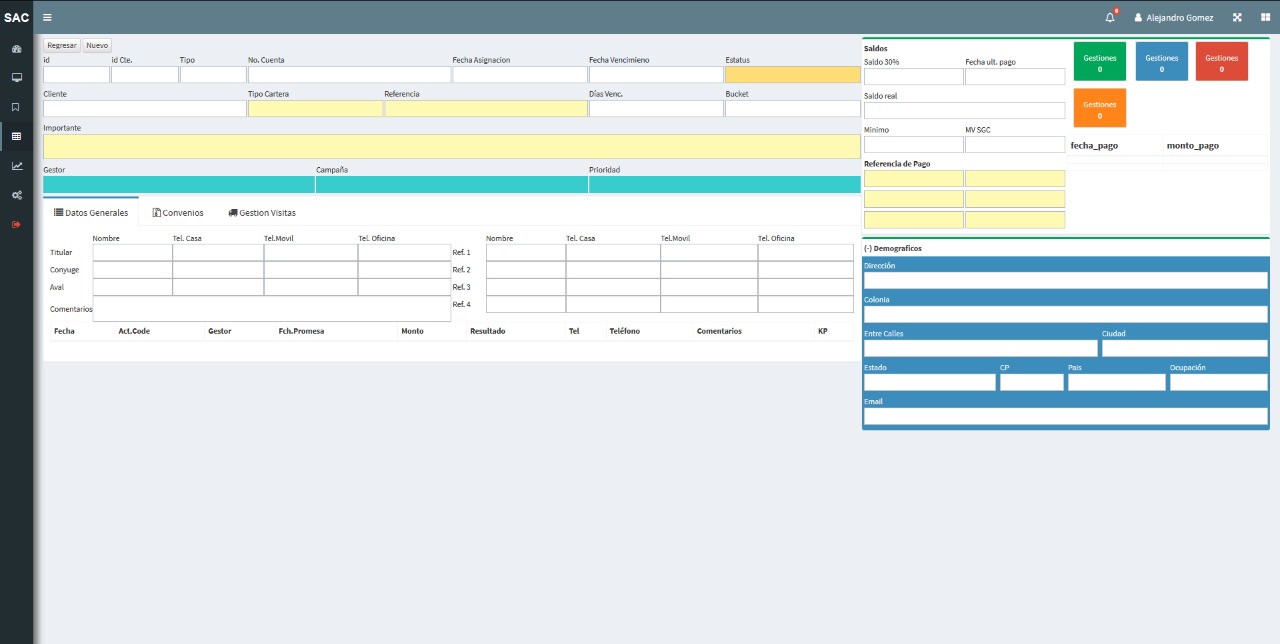 SAC
6 Alejandro Gomez
Regresar Nuevo
id id Cte. Tipo No. Cuenta Fecha Asignacion Fecha Vencimieno Estatus
Cliente Tipo Cartera Referencia Días Venc. Bucket
Importante
Gestor Campaña Prioridad
Datos Generales Convenios Gestion Visitas
Nombre Tel. Casa Tel.Movil Tel. Oficina Nombre Tel. Casa Tel.Movil Tel. Oficina
Titular Ref. 1
Conyuge Ref. 2
Aval Ref. 3
Comentarios Ref. 4
Fecha Act.Code Gestor Fch.Promesa Monto Resultado Tel Teléfono Comentarios KP
Saldos
Saldo 30% Fecha ult. pago
Saldo real
Minimo MV SGC
Referencia de Pago
Gestiones Gestiones Gestiones
0 0 0
Gestiones
0
fecha_pago monto_pago
(-) Demograficos
Dirección
Colonia
Entre Calles Ciudad
Estado CP Pais Ocupación
Email